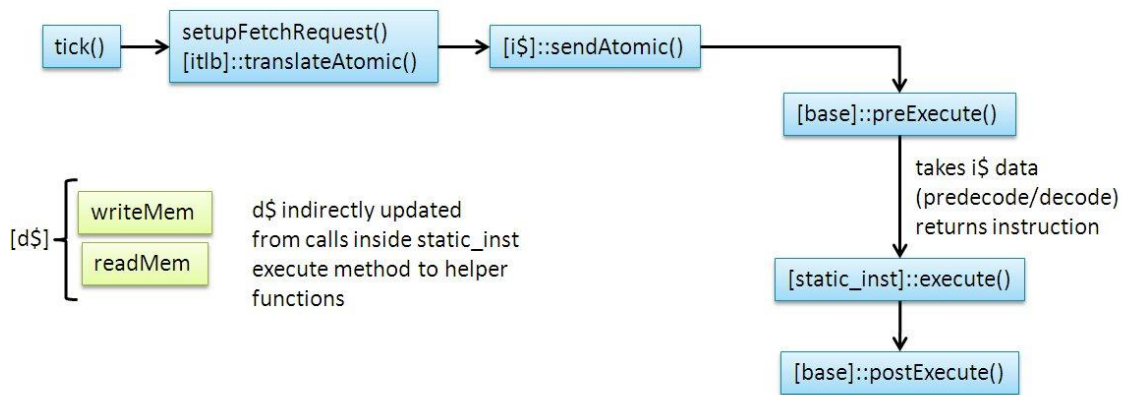 tick()
setupFetchRequest()
[itlb]::translateAtomic()
[i$]::sendAtomic()
[base]::preExecute()
takes i$ data
(predecode/decode)
returns instruction
[d$]
writeMem
readMem
d$ indirectly updated
from calls inside static_inst
execute method to helper
functions
[static_inst]::execute()
[base]::postExecute()